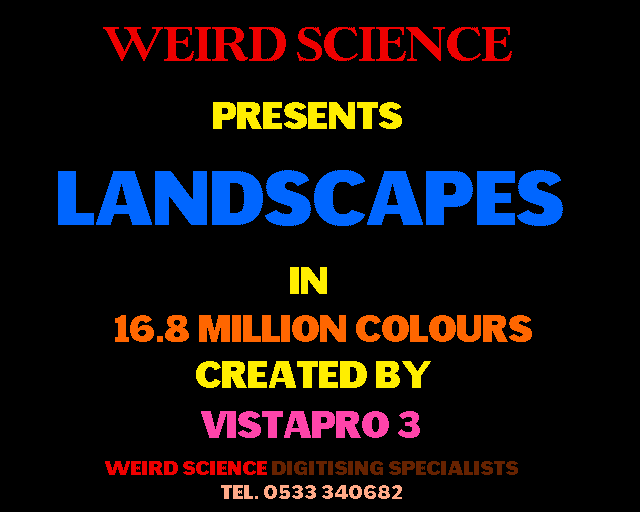 WEIRD SCIENCE
PRESENTS
LANDSCAPES
IN
16.8 MILLION COLOURS
CREATED BY
VISTAPRO 3
WEIRD SCIENCE DIGITISING SPECIALISTS
TEL. 0533 340682